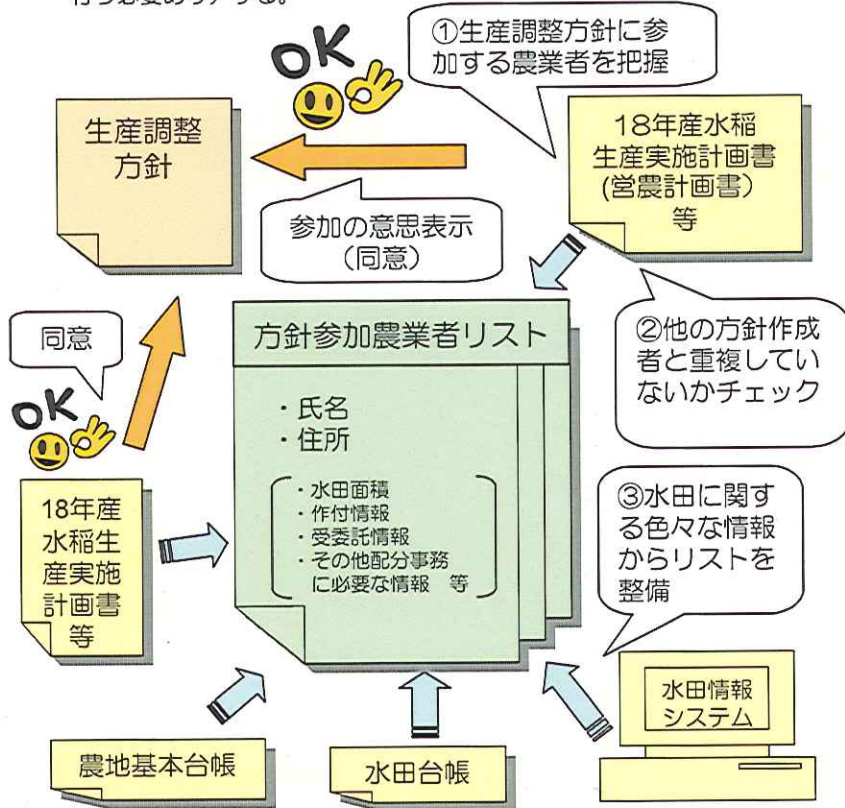 行う必要あり）とする。
OK
①生産調整方針に参
加する農業者を把握
生産調整
方針
18年産水稲
生産実施計画書
(営農計画書）
等
参加の意思表示
（同意）
同意
OK
方針参加農業者リスト
・氏名
・住所
・水田面積
・作付情報
・受委託情報
・その他配分事務
に必要な情報　等
②他の方針作成
者と重複してい
ないかチェック
18年産
水稲生
産実施
計画書
等
③水田に関す
る色々な情報
からリストを
整備
農地基本台帳
水田台帳
水田情報
システム